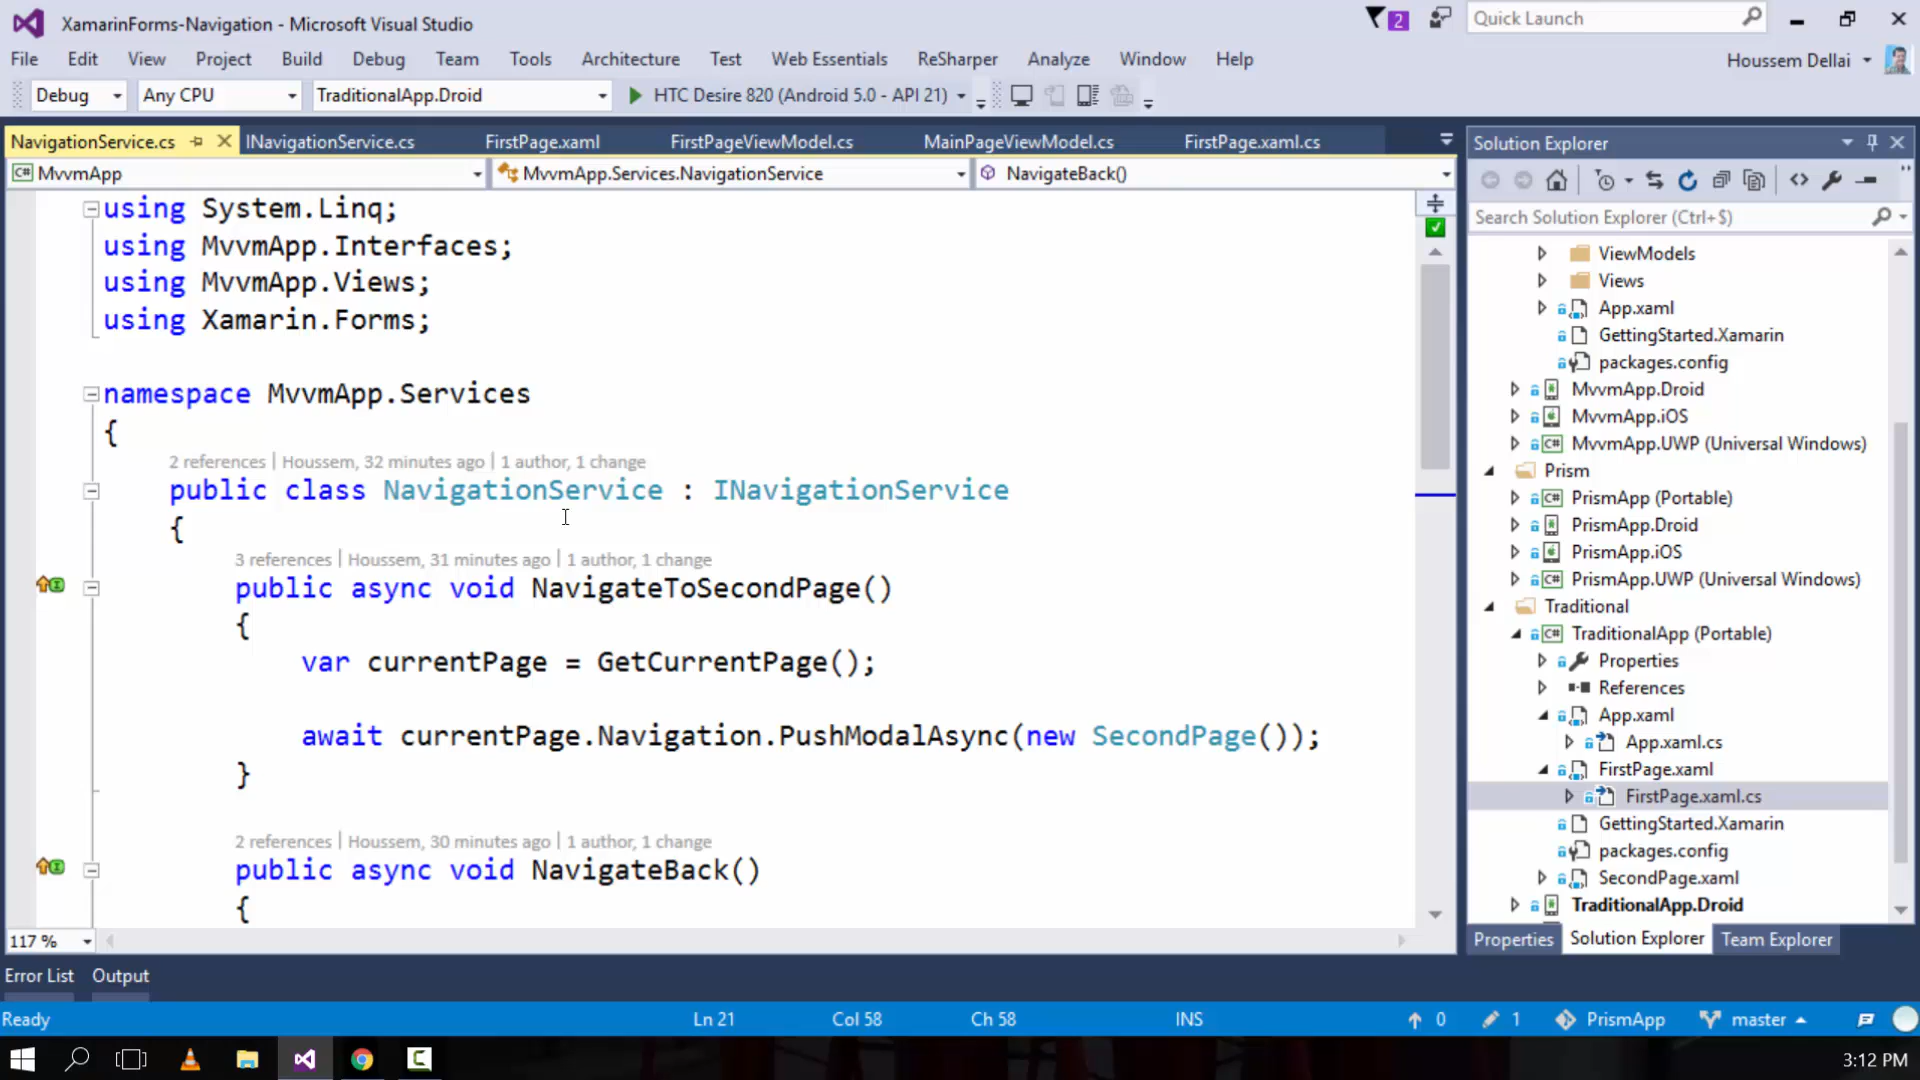 XamarinForms-Navigation - Microsoft Visual Studio
2
Quick Launch
File Edit View Project Build Debug Team Tools Architecture Test Web Essentials ReSharper Analyze Window Help
Houssem Dellai
Debug Any CPU TraditionalApp.Droid HTC Desire 820 (Android 5.0 - API 21)
NavigationService.cs INavigationService.cs FirstPage.xaml FirstPageViewModel.cs MainPageViewModel.cs FirstPage.xaml.cs
C# MvvmApp MvvmApp.Services.NavigationService NavigateBack()
using System.Linq;
using MvvmApp.Interfaces;
using MvvmApp.Views;
using Xamarin.Forms;
namespace MvvmApp.Services
{
2 references | Houssem, 32 minutes ago | 1 author, 1 change
public class NavigationService : INavigationService
{
3 references | Houssem, 31 minutes ago | 1 author, 1 change
public async void NavigateToSecondPage()
{
var currentPage = GetCurrentPage();
await currentPage.Navigation.PushModalAsync(new SecondPage());
}
2 references | Houssem, 30 minutes ago | 1 author, 1 change
public async void NavigateBack()
{
117 %
Solution Explorer
Search Solution Explorer (Ctrl+$)
ViewModels
Views
App.xaml
GettingStarted.Xamarin
packages.config
MvvmApp.Droid
MvvmApp.iOS
C# MvvmApp.UWP (Universal Windows)
Prism
C# PrismApp (Portable)
PrismApp.Droid
PrismApp.iOS
C# PrismApp.UWP (Universal Windows)
Traditional
C# TraditionalApp (Portable)
Properties
References
App.xaml
App.xaml.cs
FirstPage.xaml
FirstPage.xaml.cs
GettingStarted.Xamarin
packages.config
SecondPage.xaml
TraditionalApp.Droid
Properties Solution Explorer Team Explorer
Error List Output
Ready Ln 21 Col 58 Ch 58 INS 0 1 PrismApp master
3:12 PM